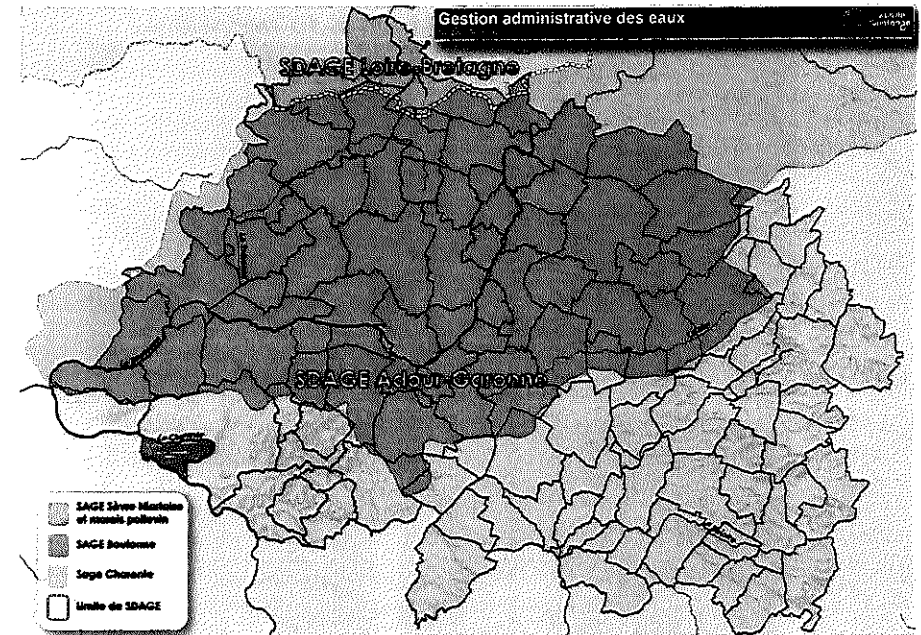 Gestion administrative des eaux
SDAGE Loire-Bretagne
SDAGE Adour-Garonne
SAGE Sèvre Niortaise
et marais poitevin
SAGE Boutonne
Sage Charente
Limite de SDAGE